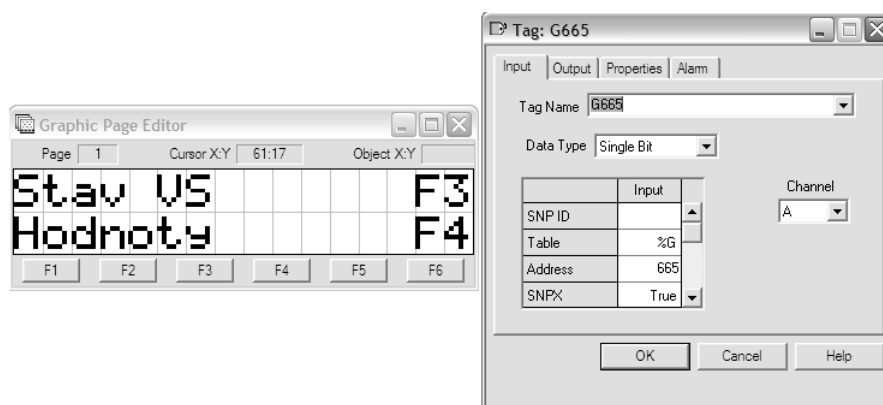 Graphic Page Editor
Page 1 Cursor X:Y 61:17 Object X:Y
Stav VS F3
Hodnoty F4
F1 F2 F3 F4 F5 F6
Tag: G665
Input Output Properties Alarm
Tag Name G665
Data Type Single Bit
Input
SNP ID
Table %G
Address 665
SNPX True
Channel
A
OK Cancel Help